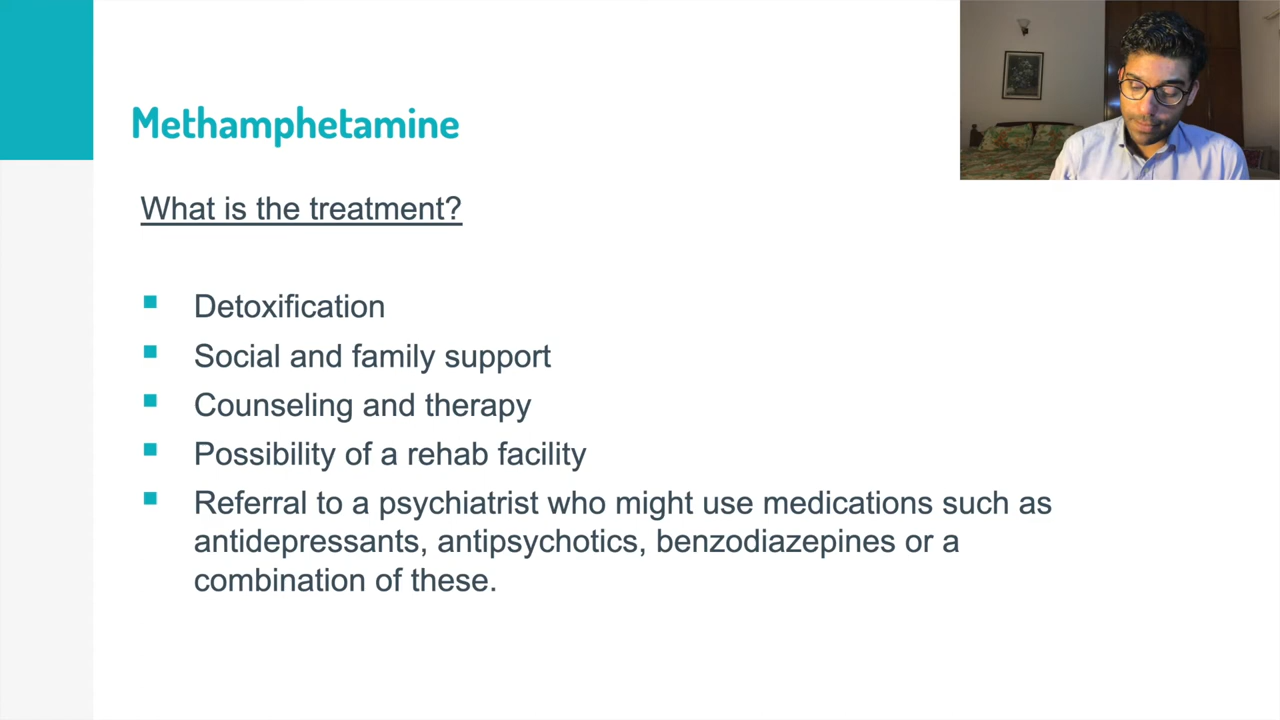 Methamphetamine
What is the treatment?
Detoxification
Social and family support
Counseling and therapy
Possibility of a rehab facility
Referral to a psychiatrist who might use medications such as
antidepressants, antipsychotics, benzodiazepines or a
combination of these.